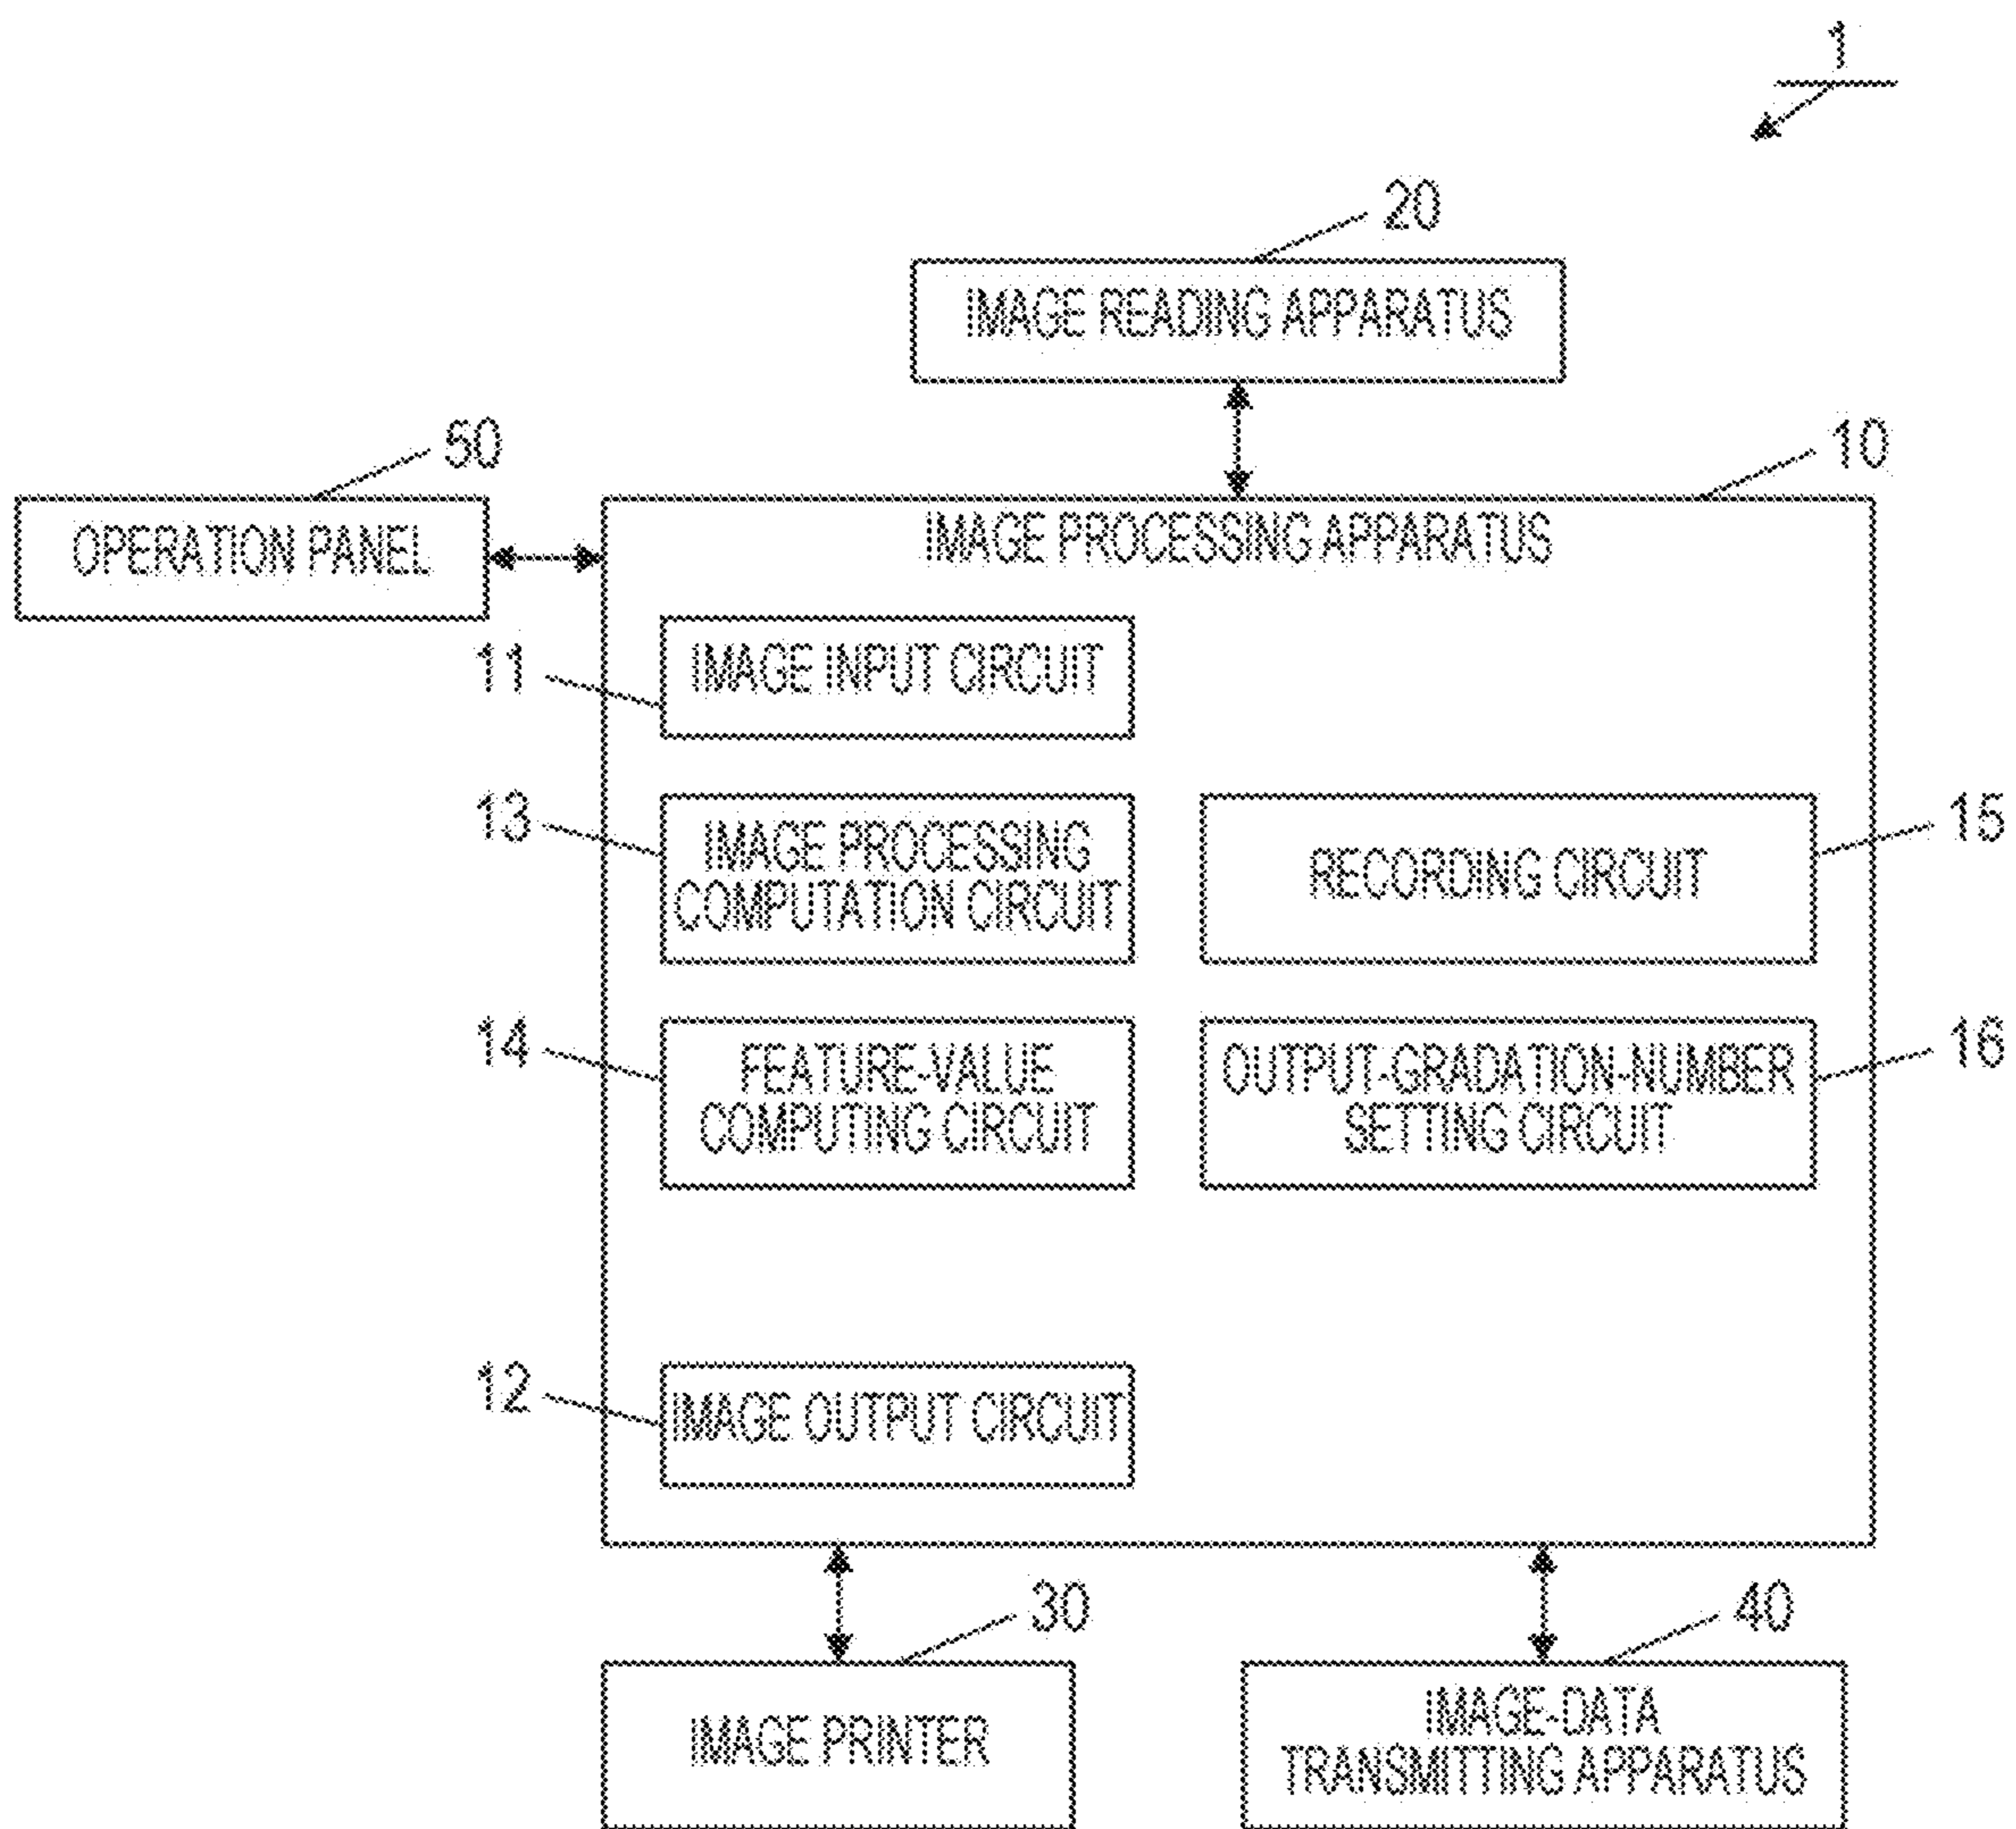 1
20
IMAGE READING APPARATUS
50
10
OPERATION PANEL
IMAGE PROCESSING APPARATUS
11
IMAGE INPUT CIRCUIT
13
IMAGE PROCESSING
COMPUTATION CIRCUIT
RECORDING CIRCUIT
15
14
FEATURE-VALUE
COMPUTING CIRCUIT
OUTPUT-GRADATION-NUMBER
SETTING CIRCUIT
16
12
IMAGE OUTPUT CIRCUIT
30
40
IMAGE PRINTER
IMAGE-DATA
TRANSMITTING APPARATUS